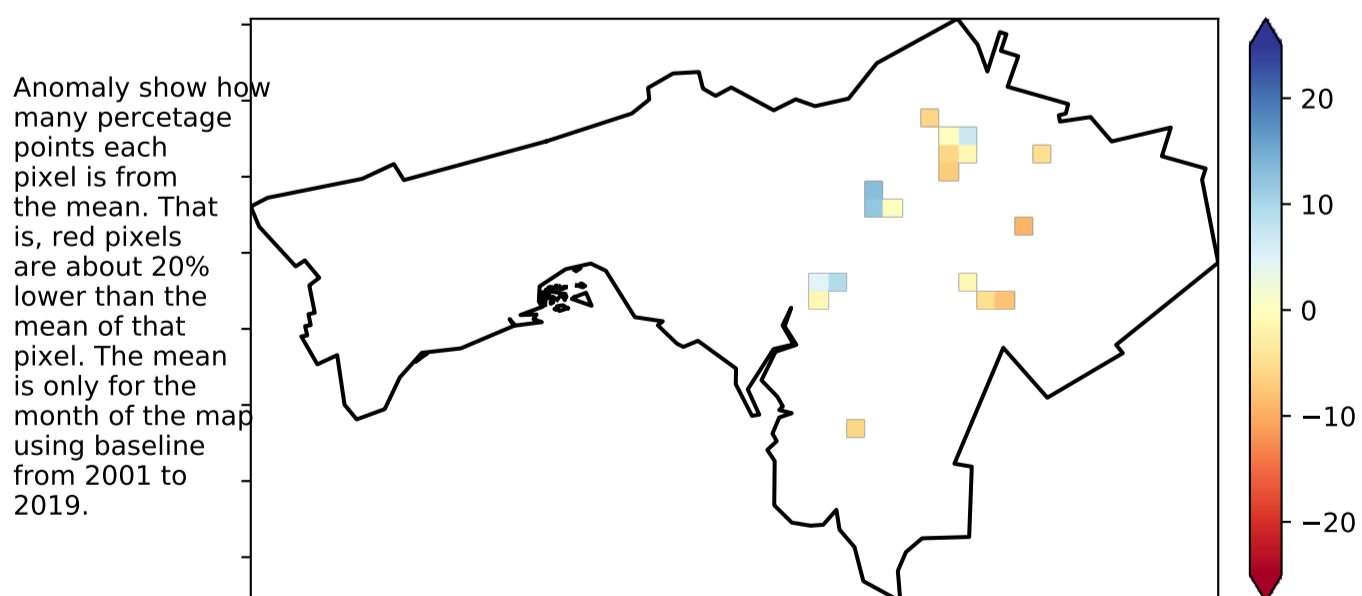 Anomaly show how
many percetage
points each
pixel is from
the mean. That
is, red pixels
are about 20%
lower than the
mean of that
pixel. The mean
is only for the
month of the map
using baseline
from 2001 to
2019.
20
10
0
−10
−20